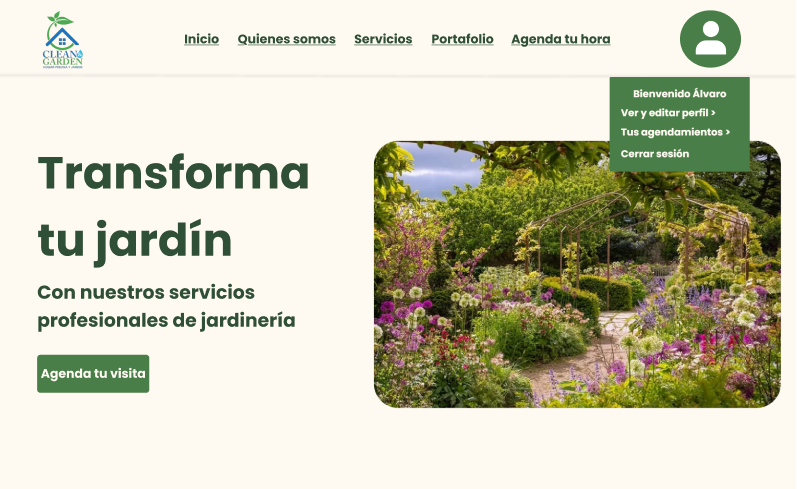 CLEAN
GARDEN
Inicio Quienes somos Servicios Portafolio Agenda tu hora
Bienvenido Álvaro
Ver y editar perfil >
Tus agendamientos >
Cerrar sesión
Transforma
tu jardín
Con nuestros servicios
profesionales de jardinería
Agenda tu visita